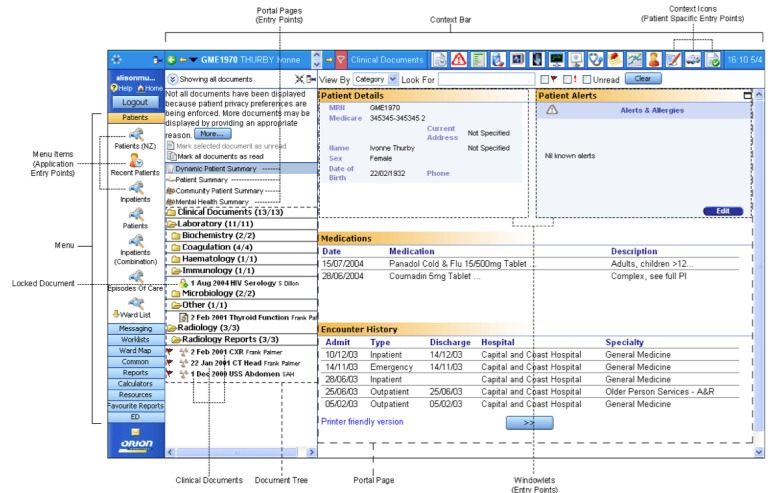 Portal Pages
(Entry Points)
Context Bar
Context Icons
(Patient Specific Entry Points)
GME1970 THURBY Ivonne
Clinical Documents
16:10 5/4
alisonmu...
Help Home
Logout
Patients
Patients (NZ)
Recent Patients
Inpatients
Patients
Inpatients
(Combination)
Episodes Of Care
Ward List
Messaging
Worklists
Ward Map
Common
Reports
Calculators
Resources
Favourite Reports
ED
ORION
Menu Items
(Application
Entry Points)
Menu
Locked Document
Showing all documents
Not all documents have been displayed
because patient privacy preferences are
being enforced. More documents may be
displayed by providing an appropriate
reason. More...
Mark selected document as unread
Mark all documents as read
Dynamic Patient Summary
Patient Summary
Community Patient Summary
Mental Health Summary
Clinical Documents (13/13)
Laboratory (11/11)
Biochemistry (2/2)
Coagulation (4/4)
Haematology (1/1)
Immunology (1/1)
1 Aug 2004 HIV Serology S Dillon
Microbiology (2/2)
Other (1/1)
2 Feb 2001 Thyroid Function Frank Pal
Radiology (3/3)
Radiology Reports (3/3)
2 Feb 2001 CXR Frank Palmer
22 Jan 2001 CT Head Frank Palmer
1 Dec 2000 USS Abdomen SAH
View By Category Look For
! Unread Clear
Patient Details
MRN GME1970
Medicare 345345-345345 2
Current
Address Not Specified
Name Ivonne Thurby Not Specified
Sex Female
Date of
Birth 22/02/1932 Phone
Patient Alerts
Alerts & Allergies
Nil known alerts
Edit
Medications
Date Medication Description
15/07/2004 Panadol Cold & Flu 15/500mg Tablet ... Adults, children >12...
28/06/2004 Coumadin 5mg Tablet ... Complex, see full PI
Encounter History
Admit Type Discharge Hospital Specialty
10/12/03 Inpatient 14/12/03 Capital and Coast Hospital General Medicine
14/11/03 Emergency 14/11/03 Capital and Coast Hospital General Medicine
28/06/03 Inpatient Capital and Coast Hospital General Medicine
25/06/03 Outpatient 25/06/03 Capital and Coast Hospital Older Person Services - A&R
05/02/03 Outpatient 05/02/03 Capital and Coast Hospital General Medicine
Printer friendly version >>
Clinical Documents
Document Tree
Portal Page
Windowlets
(Entry Points)